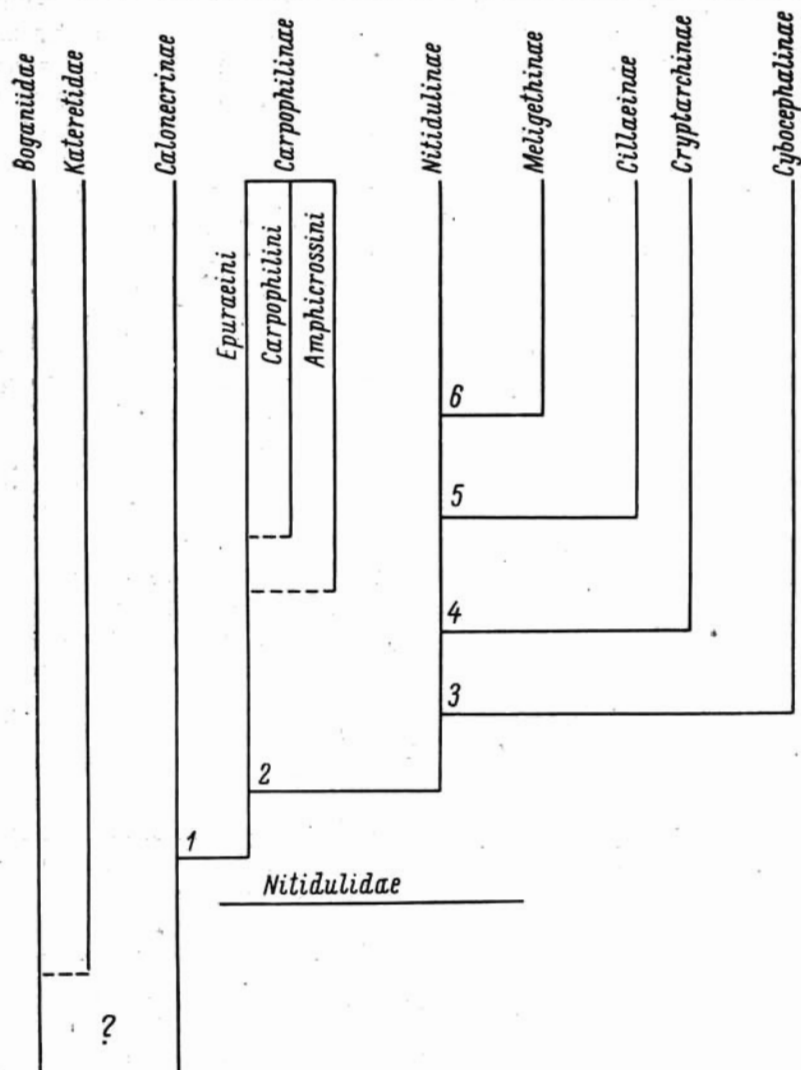 Boganiidae
Kateretidae
Calonecrinae
Carpophilinae
Nitidulinae
Meligethinae
Cillaeinae
Cryptarchinae
Cybocephalinae
Epuraeini
Carpophilini
Amphicrossini
6
5
4
3
2
1
Nitidulidae
?